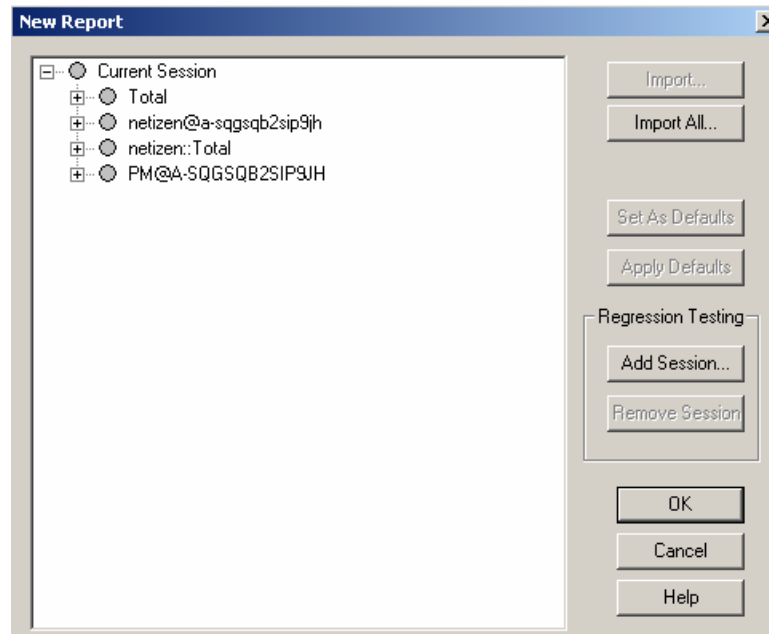 New Report
Current Session
Total
netizen@a-sqgsqb2sip9jh
netizen::Total
PM@A-SQGSQB2SIP9JH
Import...
Import All...
Set As Defaults
Apply Defaults
Regression Testing
Add Session...
Remove Session
OK
Cancel
Help